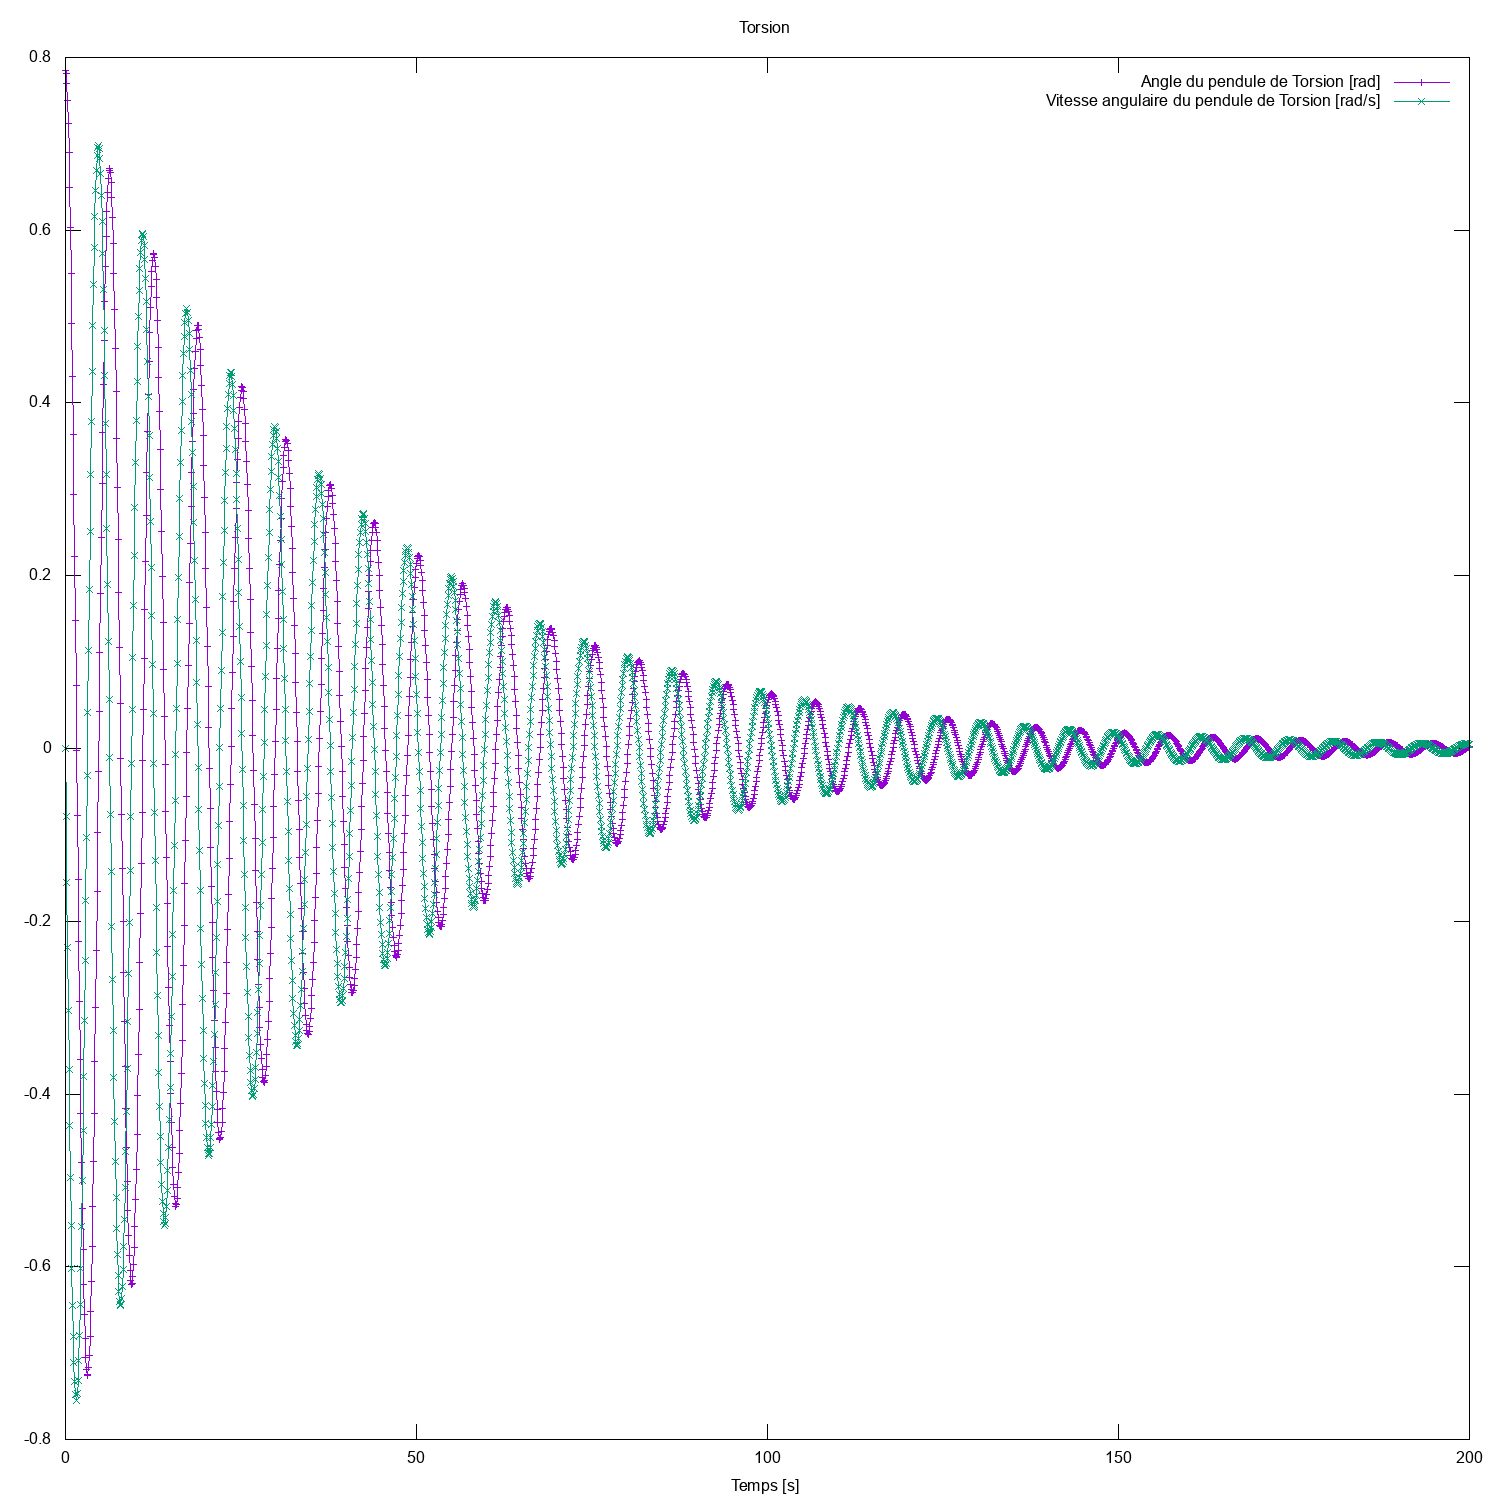 Torsion
0.8
Angle du pendule de Torsion [rad]
Vitesse angulaire du pendule de Torsion [rad/s]
0.6
0.4
0.2
0
-0.2
-0.4
-0.6
-0.8
0 50 100 150 200
Temps [s]